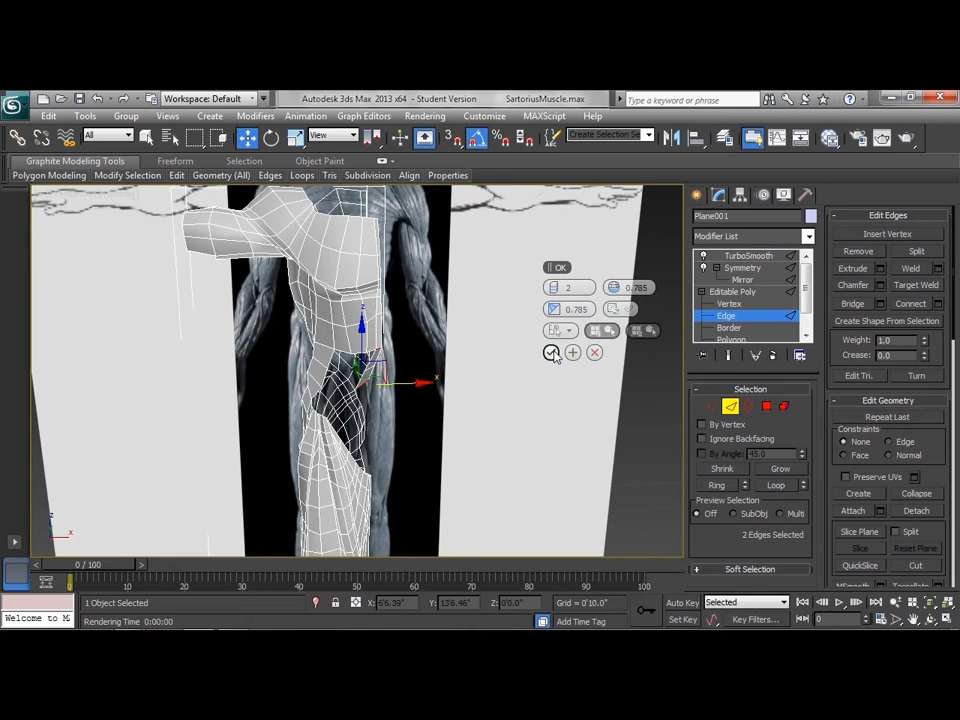 Workspace: Default
Autodesk 3ds Max 2013 x64 - Student Version
SartoriusMuscle.max
Type a keyword or phrase
Edit Tools Group Views Create Modifiers Animation Graph Editors Rendering Customize MAXScript Help
All
View
Create Selection Se
Graphite Modeling Tools Freeform Selection Object Paint
Polygon Modeling Modify Selection Edit Geometry (All) Edges Loops Tris Subdivision Align Properties
OK
2 0.785
0.785
z
x
z
x
Plane001
Modifier List
TurboSmooth
Symmetry
Mirror
Editable Poly
Vertex
Edge
Border
Polygon
Selection
By Vertex
Ignore Backfacing
By Angle: 45.0
Shrink Grow
Ring Loop
Preview Selection
Off SubObj Multi
2 Edges Selected
Soft Selection
Edit Edges
Insert Vertex
Remove Split
Extrude Weld
Chamfer Target Weld
Bridge Connect
Create Shape From Selection
Weight: 1.0
Crease: 0.0
Edit Tri. Turn
Edit Geometry
Repeat Last
Constraints
None Edge
Face Normal
Preserve UVs
Create Collapse
Attach Detach
Slice Plane Split
Slice Reset Plane
QuickSlice Cut
MSmooth Tessellate
0 / 100
0 10 20 30 40 50 60 70 80 90 100
1 Object Selected
X: 6'6.39" Y: 13'6.46" Z: 0'0.0" Grid = 0'10.0"
Auto Key Selected
Welcome to MA
Rendering Time 0:00:00
Add Time Tag
Set Key Key Filters... 0